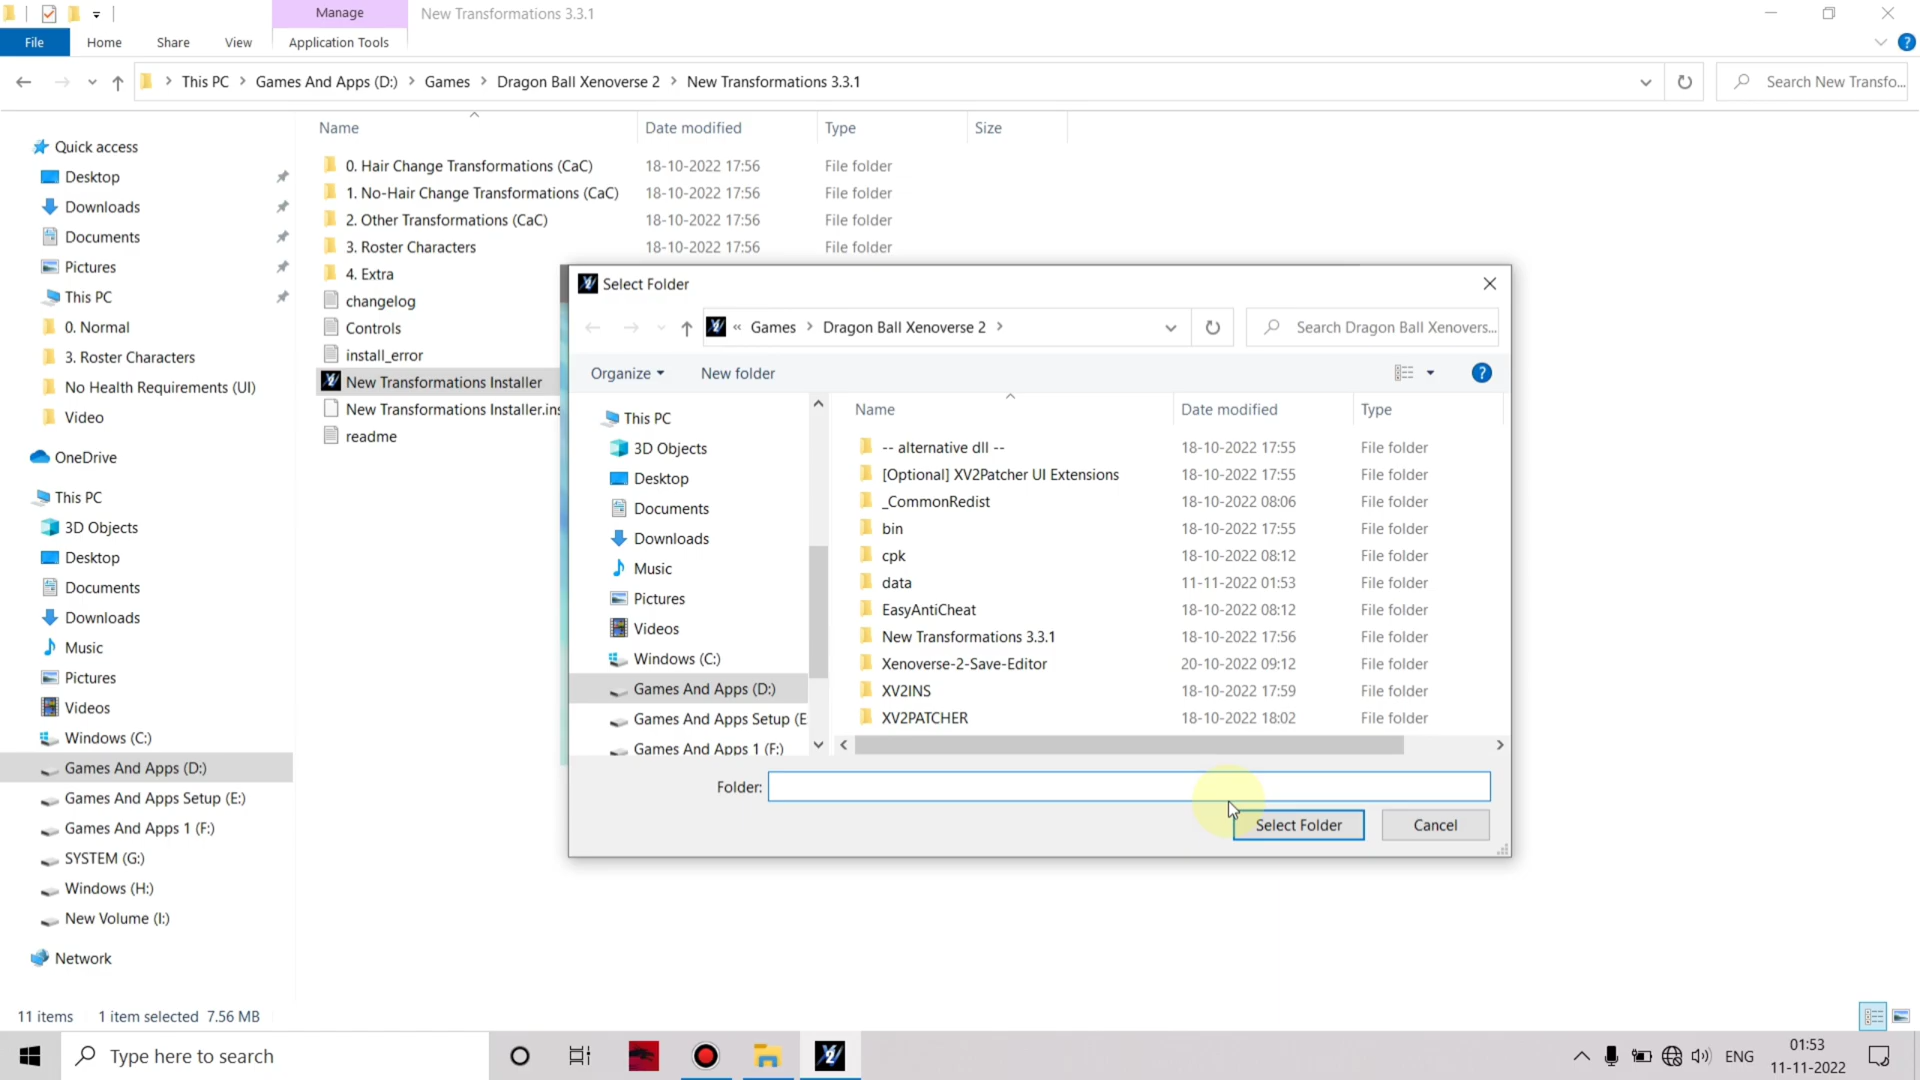 Manage
New Transformations 3.3.1
File
Home
Share
View
Application Tools
This PC
Games And Apps (D:)
Games
Dragon Ball Xenoverse 2
New Transformations 3.3.1
Search New Transfo...
Name
Date modified
Type
Size
Quick access
Desktop
Downloads
Documents
Pictures
This PC
0. Normal
3. Roster Characters
No Health Requirements (UI)
Video
OneDrive
This PC
3D Objects
Desktop
Documents
Downloads
Music
Pictures
Videos
Windows (C:)
Games And Apps (D:)
Games And Apps Setup (E:)
Games And Apps 1 (F:)
SYSTEM (G:)
Windows (H:)
New Volume (I:)
Network
0. Hair Change Transformations (CaC) 18-10-2022 17:56 File folder
1. No-Hair Change Transformations (CaC) 18-10-2022 17:56 File folder
2. Other Transformations (CaC) 18-10-2022 17:56 File folder
3. Roster Characters 18-10-2022 17:56 File folder
4. Extra
changelog
Controls
install_error
New Transformations Installer
New Transformations Installer.ins
readme
Select Folder
« Games
Dragon Ball Xenoverse 2
Search Dragon Ball Xenovers...
Organize
New folder
This PC
3D Objects
Desktop
Documents
Downloads
Music
Pictures
Videos
Windows (C:)
Games And Apps (D:)
Games And Apps Setup (E
Games And Apps 1 (F:)
Name Date modified Type
-- alternative dll -- 18-10-2022 17:55 File folder
[Optional] XV2Patcher UI Extensions 18-10-2022 17:55 File folder
_CommonRedist 18-10-2022 08:06 File folder
bin 18-10-2022 17:55 File folder
cpk 18-10-2022 08:12 File folder
data 11-11-2022 01:53 File folder
EasyAntiCheat 18-10-2022 08:12 File folder
New Transformations 3.3.1 18-10-2022 17:56 File folder
Xenoverse-2-Save-Editor 20-10-2022 09:12 File folder
XV2INS 18-10-2022 17:59 File folder
XV2PATCHER 18-10-2022 18:02 File folder
Folder:
Select Folder
Cancel
11 items
1 item selected 7.56 MB
Type here to search
ENG
01:53
11-11-2022